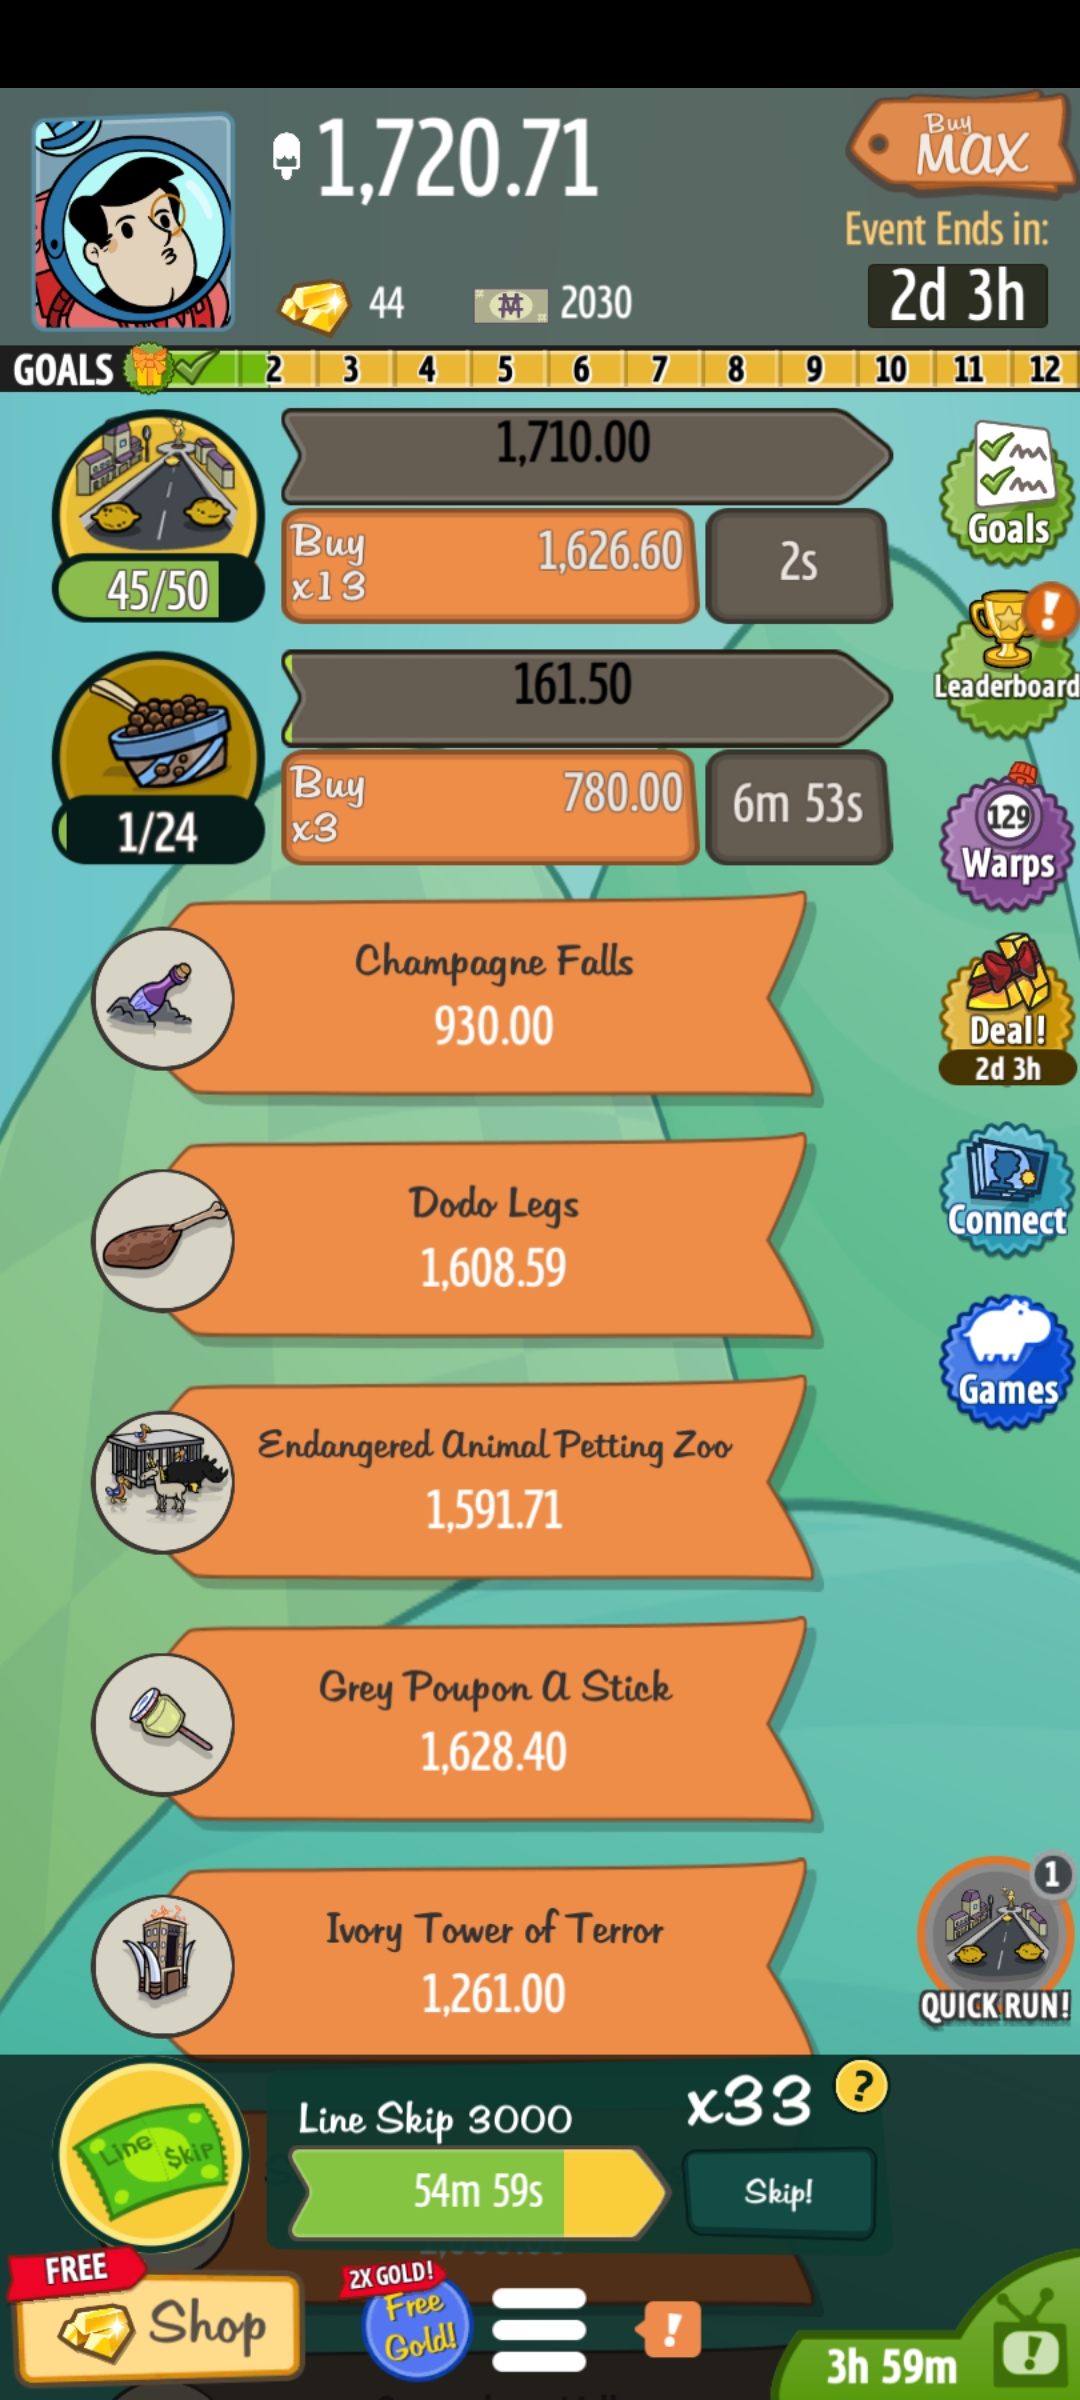 1,720.71
Buy
MAX
Event Ends in:
2d 3h
44
2030
GOALS 2 3 4 5 6 7 8 9 10 11 12
1,710.00
Buy
x13
1,626.60
2s
45/50
Goals
Leaderboard
161.50
Buy
x3
780.00
6m 53s
1/24
129
Warps
Champagne Falls
930.00
Deal!
2d 3h
Dodo Legs
1,608.59
Connect
Endangered Animal Petting Zoo
1,591.71
Games
Grey Poupon A Stick
1,628.40
Ivory Tower of Terror
1,261.00
1
QUICK RUN!
Line Skip
Line Skip 3000
x33
?
54m 59s
Skip!
FREE
Shop
2X GOLD!
Free
Gold!
!
3h 59m
!